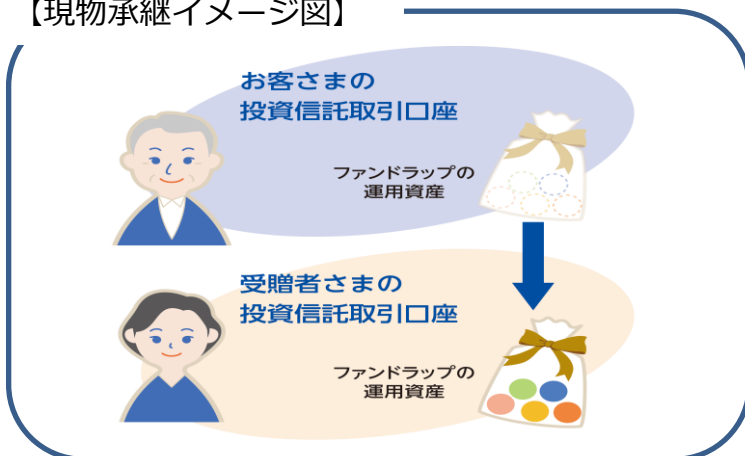 【現物承継イメージ図】
お客さまの
投資信託取引口座
ファンドラップの
運用資産
受贈者さまの
投資信託取引口座
ファンドラップの
運用資産